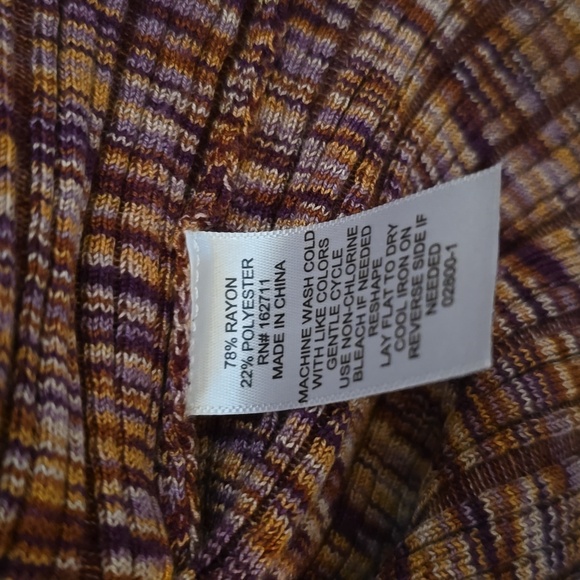 78% RAYON
22% POLYESTER
RN# 162711
MADE IN CHINA
MACHINE WASH COLD
WITH LIKE COLORS
GENTLE CYCLE
USE NON-CHLORINE
BLEACH IF NEEDED
RESHAPE
LAY FLAT TO DRY
COOL IRON ON
REVERSE SIDE IF
NEEDED
02800-1